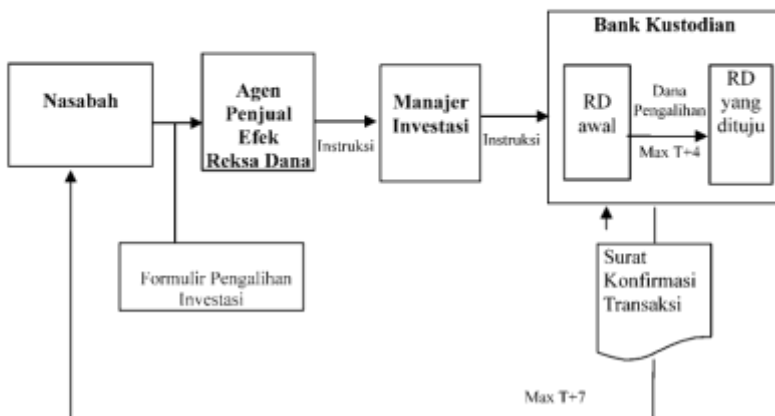 Bank Kustodian
Nasabah
Agen
Penjual
Efek
Reksa Dana
Instruksi
Manajer
Investasi
Instruksi
RD
awal
Dana
Pengalihan
Max T+4
RD
yang
dituju
Formulir Pengalihan
Investasi
Surat
Konfirmasi
Transaksi
Max T+7